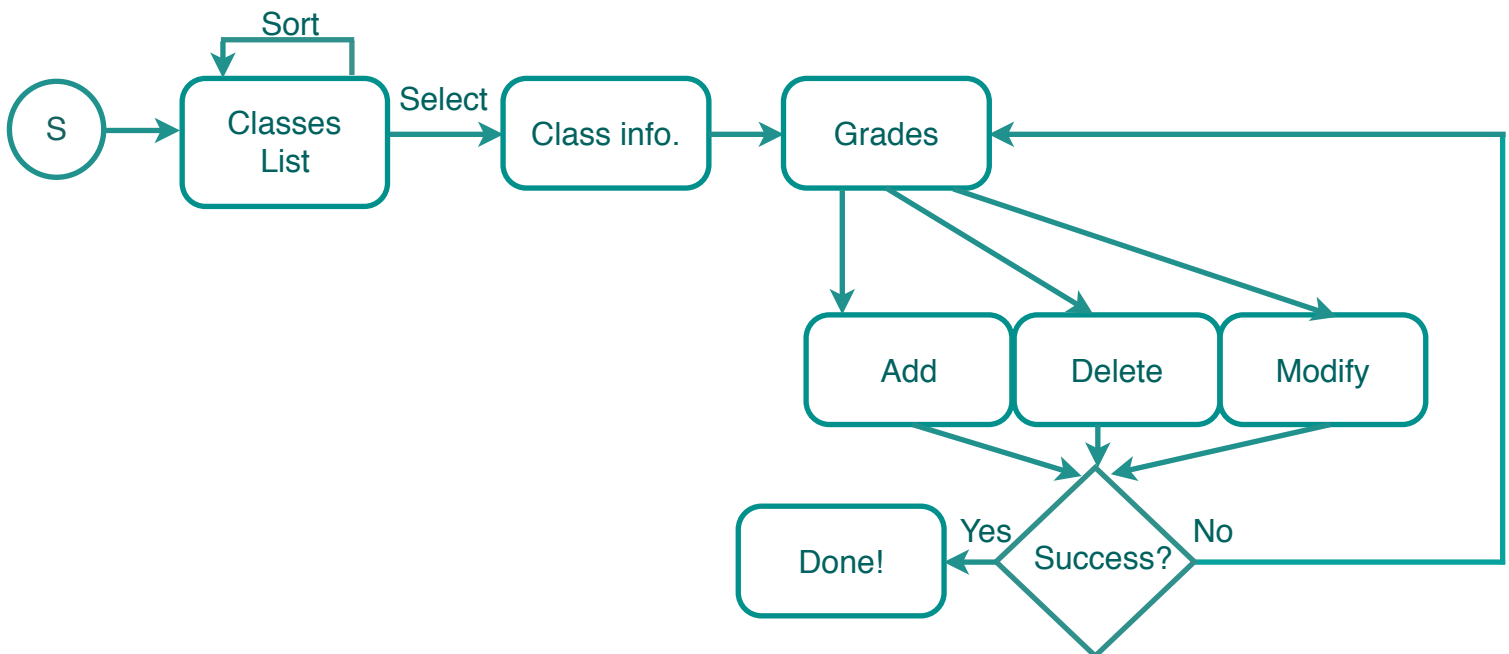 Sort
S
Classes
List
Select
Class info.
Grades
Add
Delete
Modify
Yes
No
Done!
Success?